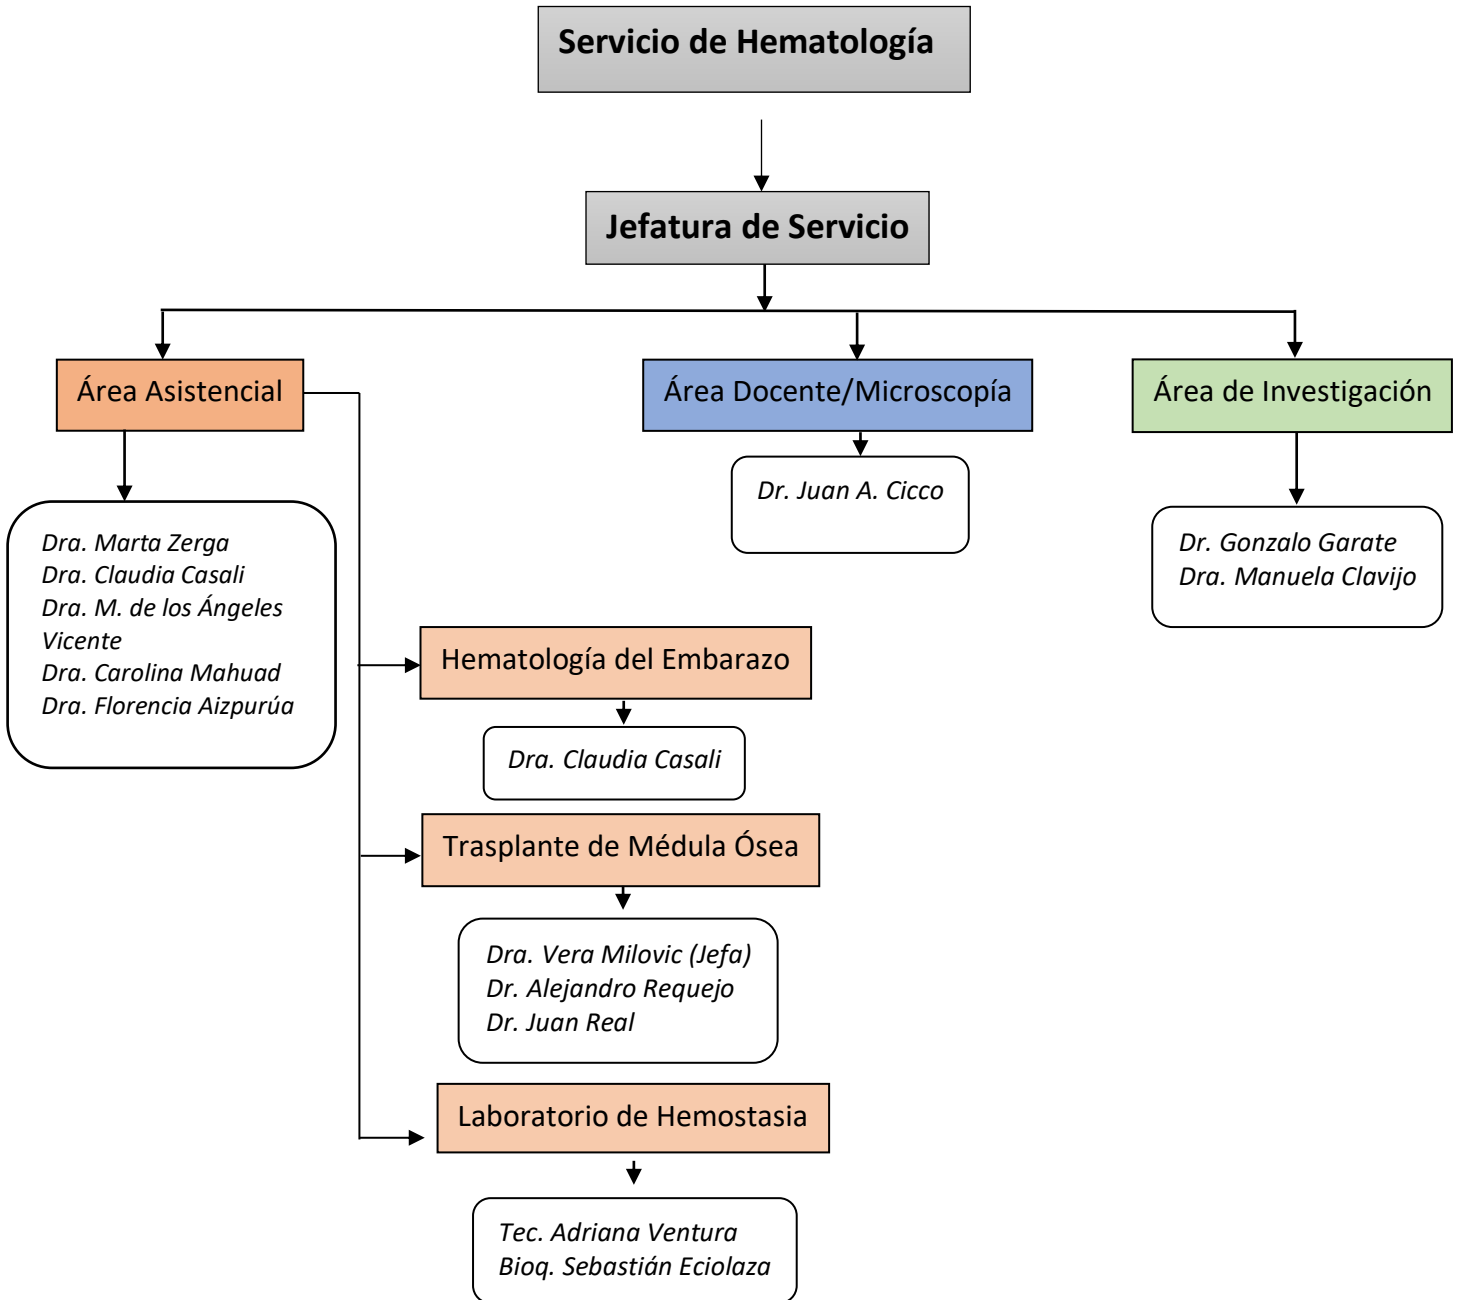 Servicio de Hematología
Jefatura de Servicio
Área Asistencial
Área Docente/Microscopía
Área de Investigación
Dra. Marta Zerga
Dra. Claudia Casali
Dra. M. de los Ángeles
Vicente
Dra. Carolina Mahuad
Dra. Florencia Aizpurúa
Dr. Juan A. Cicco
Dr. Gonzalo Garate
Dra. Manuela Clavijo
Hematología del Embarazo
Dra. Claudia Casali
Trasplante de Médula Ósea
Dra. Vera Milovic (Jefa)
Dr. Alejandro Requejo
Dr. Juan Real
Laboratorio de Hemostasia
Tec. Adriana Ventura
Bioq. Sebastián Eciolaza